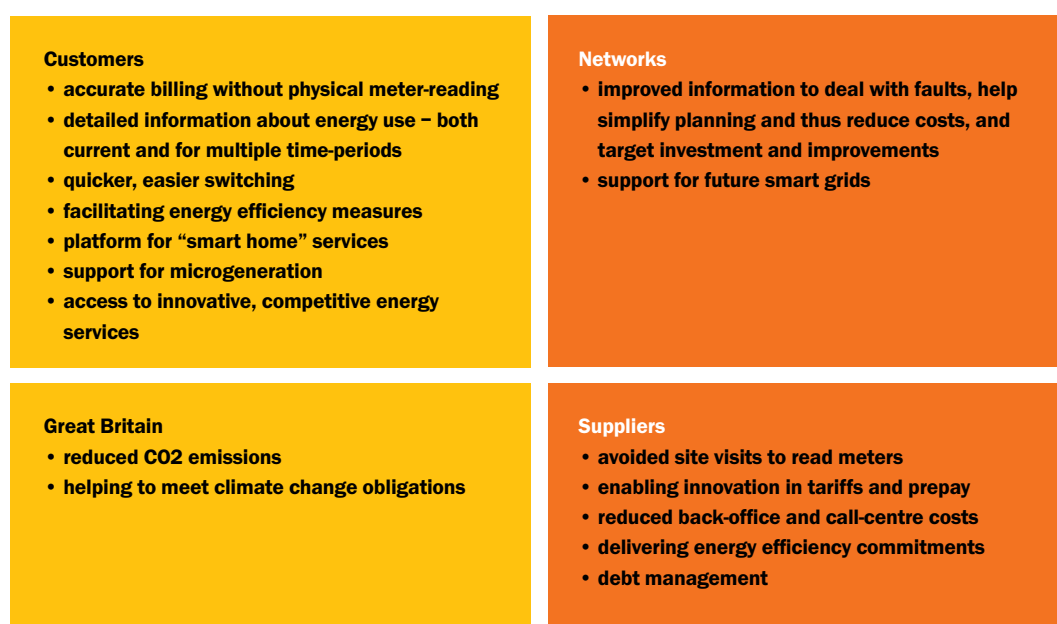 Customers
• accurate billing without physical meter-reading
• detailed information about energy use – both
current and for multiple time-periods
• quicker, easier switching
• facilitating energy efficiency measures
• platform for “smart home” services
• support for microgeneration
• access to innovative, competitive energy
services
Networks
• improved information to deal with faults, help
simplify planning and thus reduce costs, and
target investment and improvements
• support for future smart grids
Great Britain
• reduced CO2 emissions
• helping to meet climate change obligations
Suppliers
• avoided site visits to read meters
• enabling innovation in tariffs and prepay
• reduced back-office and call-centre costs
• delivering energy efficiency commitments
• debt management